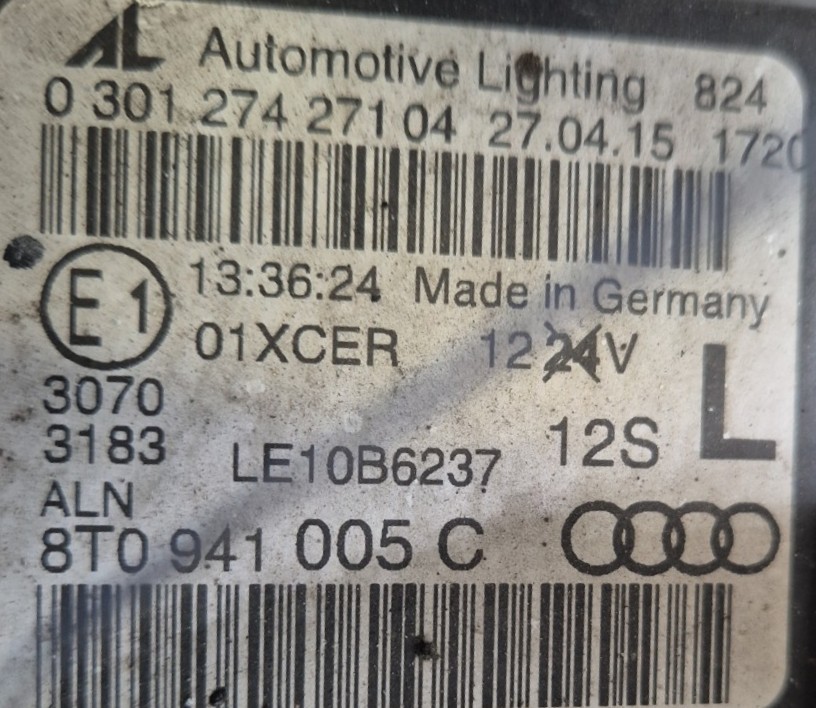 AL Automotive Lighting 824
0 301 274 271 04 27.04.15 1720
E1 13:36:24 Made in Germany
01XCER 12 24V
3070
3183 LE10B6237 12S L
ALN
8T0 941 005 C